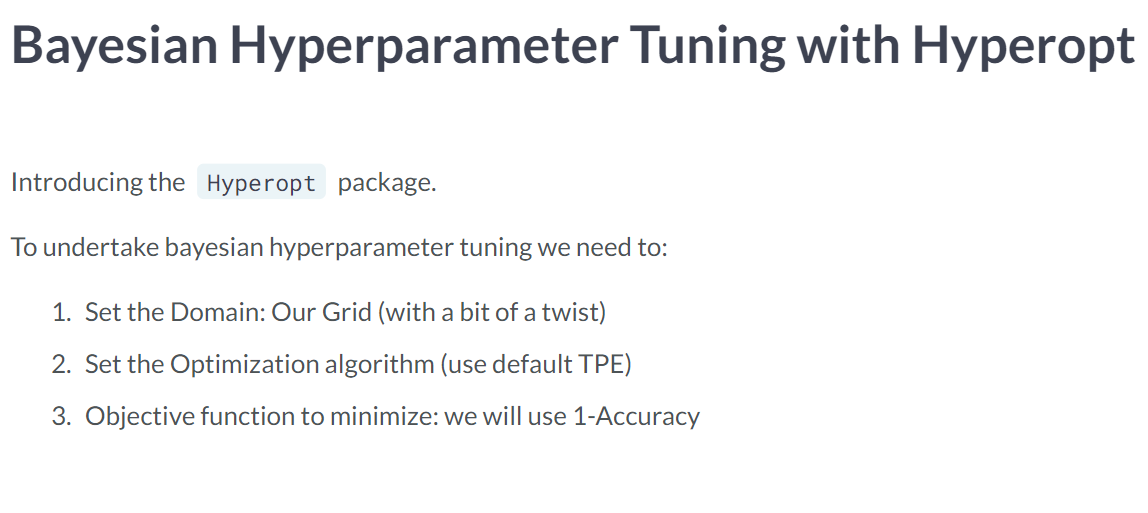 Bayesian Hyperparameter Tuning with Hyperopt
Introducing the Hyperopt package.
To undertake bayesian hyperparameter tuning we need to:
1. Set the Domain: Our Grid (with a bit of a twist)
2. Set the Optimization algorithm (use default TPE)
3. Objective function to minimize: we will use 1-Accuracy